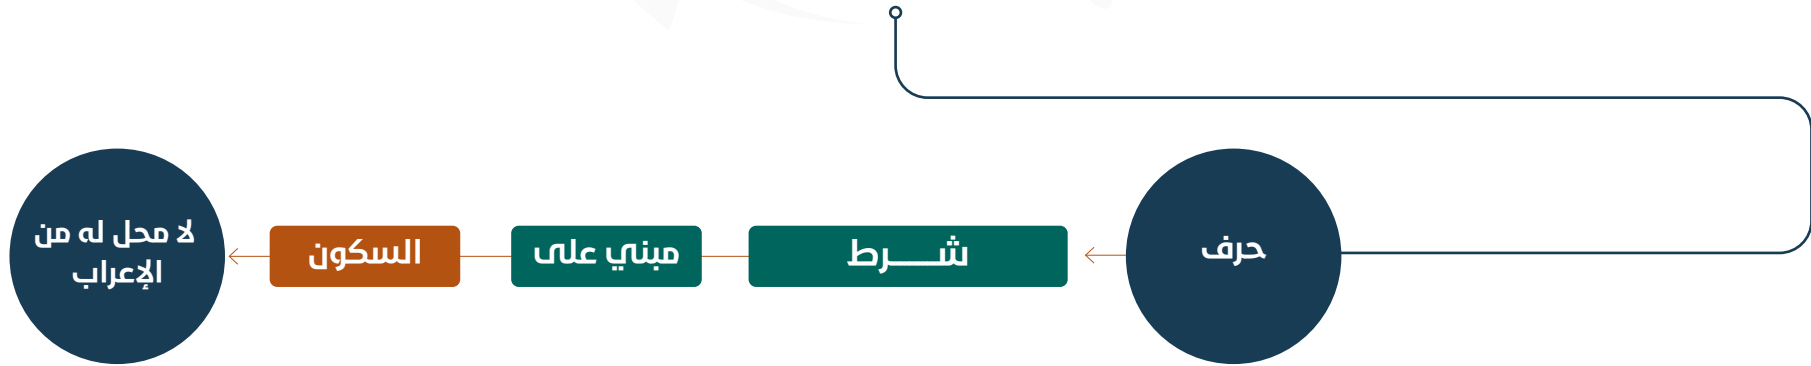 حرف
شـــرط
مبني على
السكون
لا محل له من
الإعراب